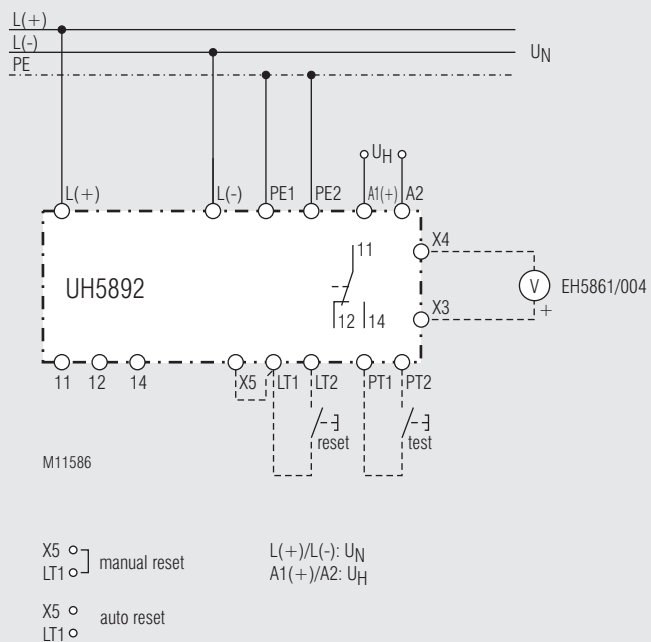 L(+)
L(-)
PE
UN
UH
L(+) L(-) PE1 PE2 A1(+) A2
X4
11
UH5892
V EH5861/004
X3
+
12 14
11 12 14 X5 LT1 LT2 PT1 PT2
reset test
M11586
X5
LT1
manual reset
L(+)/L(-): UN
A1(+)/A2: UH
X5
LT1
auto reset